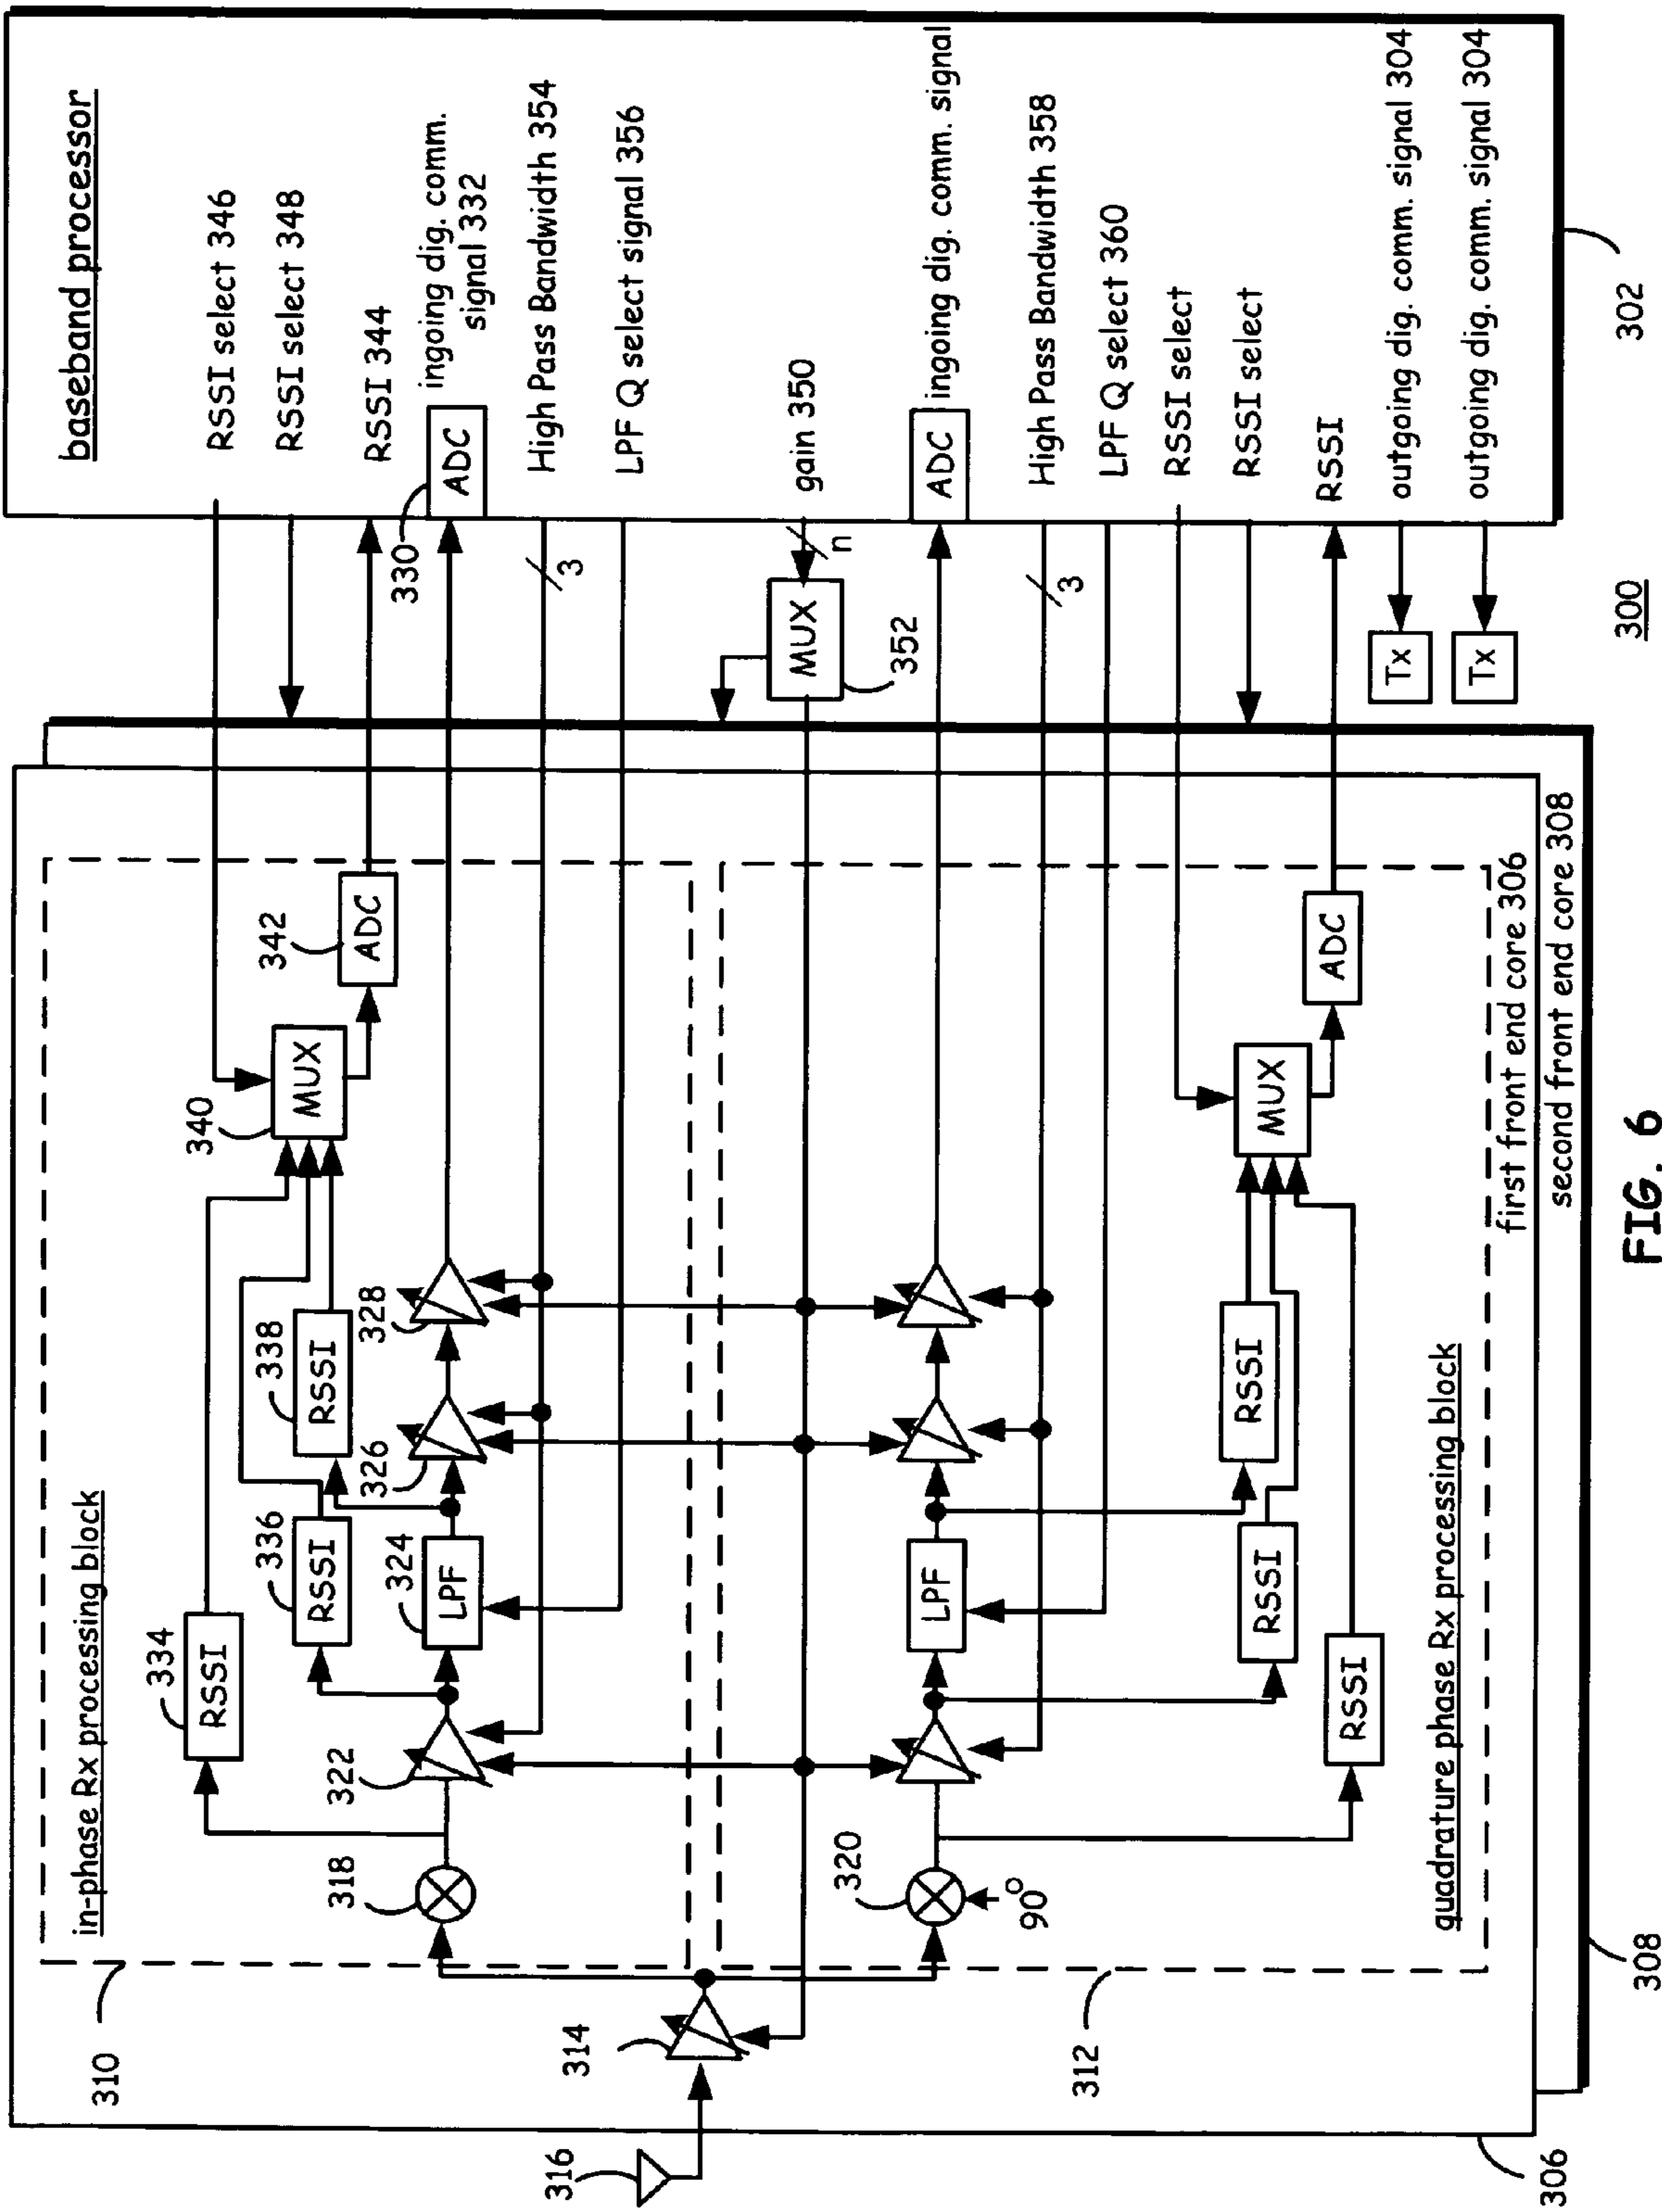 baseband processor
RSSI select 346
RSSI select 348
RSSI 344
ingoing dig. comm.
signal 332
330
ADC
High Pass Bandwidth 354
3
LPF Q select signal 356
gain 350
n
MUX
352
ADC
ingoing dig. comm. signal
High Pass Bandwidth 358
3
LPF Q select 360
RSSI select
RSSI select
RSSI
outgoing dig. comm. signal 304
outgoing dig. comm. signal 304
Tx
Tx
302
300
in-phase Rx processing block
310
334
RSSI
336
RSSI
338
RSSI
340
MUX
342
ADC
318
322
324
LPF
326
328
316
314
312
320
90°
LPF
RSSI
RSSI
RSSI
MUX
ADC
quadrature phase Rx processing block
first front end core 306
second front end core 308
306
308
FIG. 6